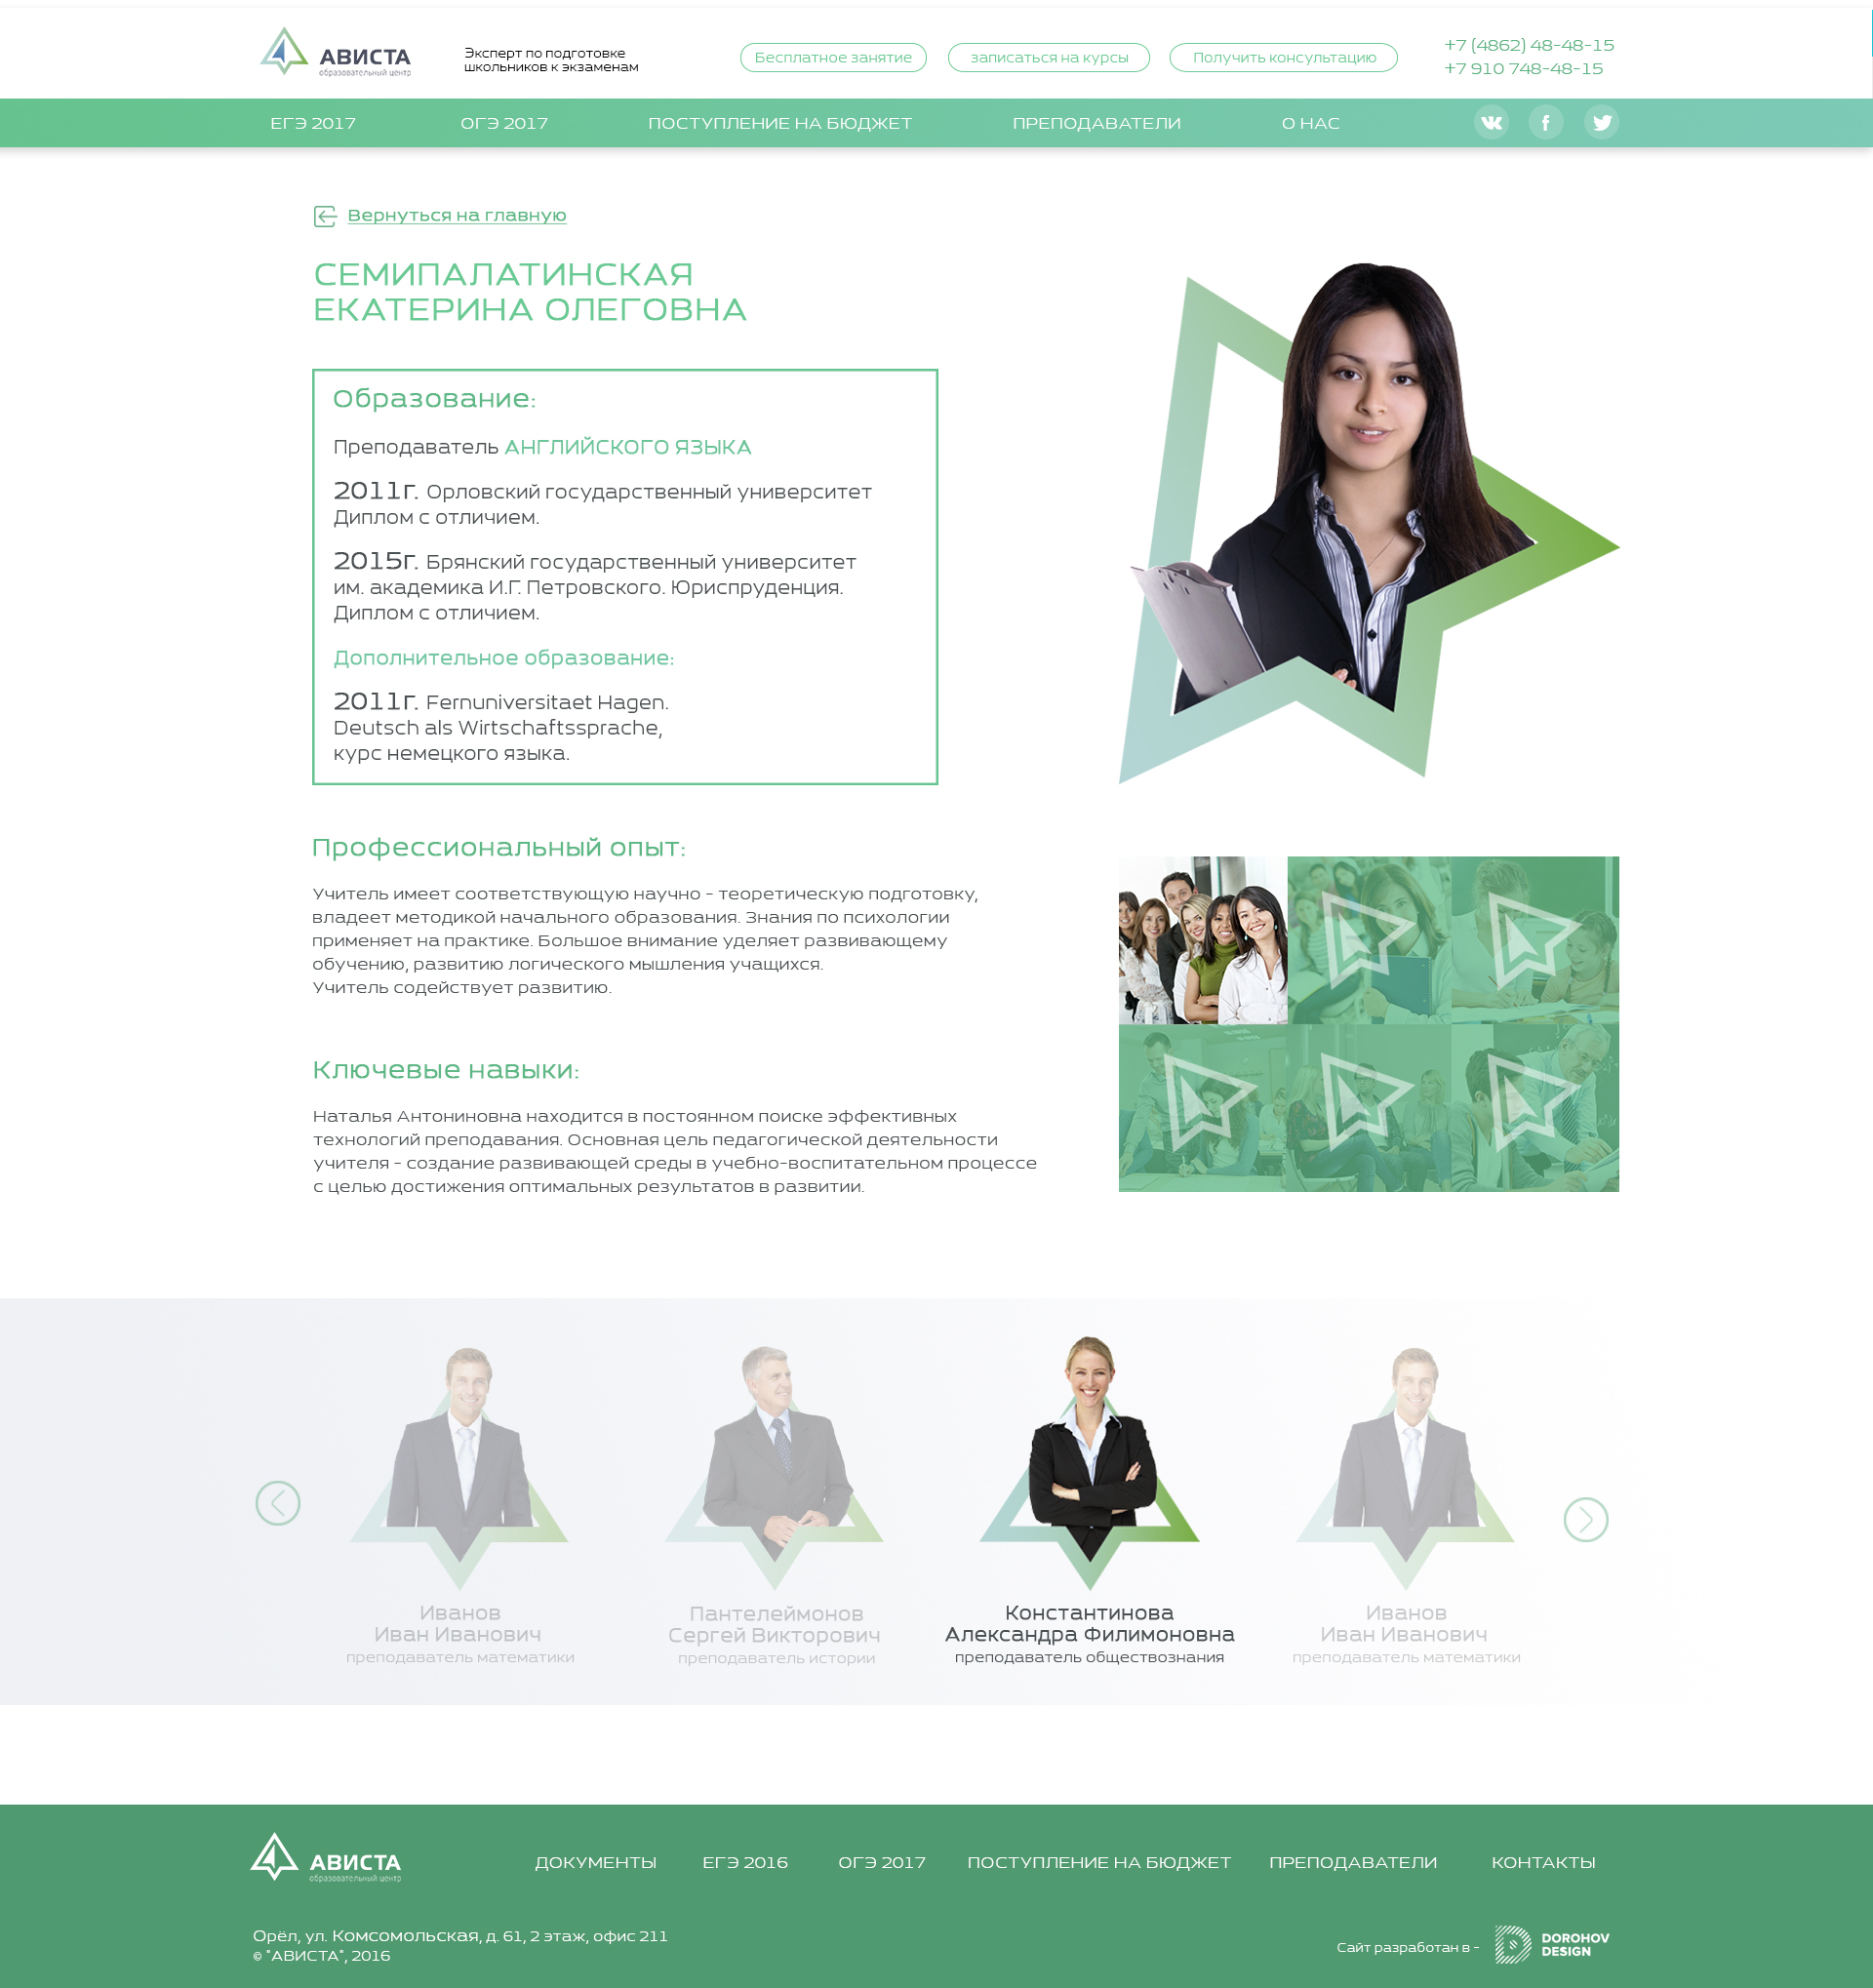 АВИСТА
образовательный центр
Эксперт по подготовке
школьников к экзаменам
Бесплатное занятие
записаться на курсы
Получить консультацию
+7 (4862) 48-48-15
+7 910 748-48-15
ЕГЭ 2017
ОГЭ 2017
ПОСТУПЛЕНИЕ НА БЮДЖЕТ
ПРЕПОДАВАТЕЛИ
О НАС
Вернуться на главную
СЕМИПАЛАТИНСКАЯ
ЕКАТЕРИНА ОЛЕГОВНА
Образование:
Преподаватель АНГЛИЙСКОГО ЯЗЫКА
2011г. Орловский государственный университет
Диплом с отличием.
2015г. Брянский государственный университет
им. академика И.Г. Петровского. Юриспруденция.
Диплом с отличием.
Дополнительное образование:
2011г. Fernuniversitaet Hagen.
Deutsch als Wirtschaftssprache,
курс немецкого языка.
Профессиональный опыт:
Учитель имеет соответствующую научно - теоретическую подготовку,
владеет методикой начального образования. Знания по психологии
применяет на практике. Большое внимание уделяет развивающему
обучению, развитию логического мышления учащихся.
Учитель содействует развитию.
Ключевые навыки:
Наталья Антониновна находится в постоянном поиске эффективных
технологий преподавания. Основная цель педагогической деятельности
учителя - создание развивающей среды в учебно-воспитательном процессе
с целью достижения оптимальных результатов в развитии.
Иванов
Иван Иванович
преподаватель математики
Пантелеймонов
Сергей Викторович
преподаватель истории
Константинова
Александра Филимоновна
преподаватель обществознания
Иванов
Иван Иванович
преподаватель математики
АВИСТА
образовательный центр
ДОКУМЕНТЫ
ЕГЭ 2016
ОГЭ 2017
ПОСТУПЛЕНИЕ НА БЮДЖЕТ
ПРЕПОДАВАТЕЛИ
КОНТАКТЫ
Орёл, ул. Комсомольская, д. 61, 2 этаж, офис 211
© "АВИСТА", 2016
Сайт разработан в -
DOROHOV
DESIGN